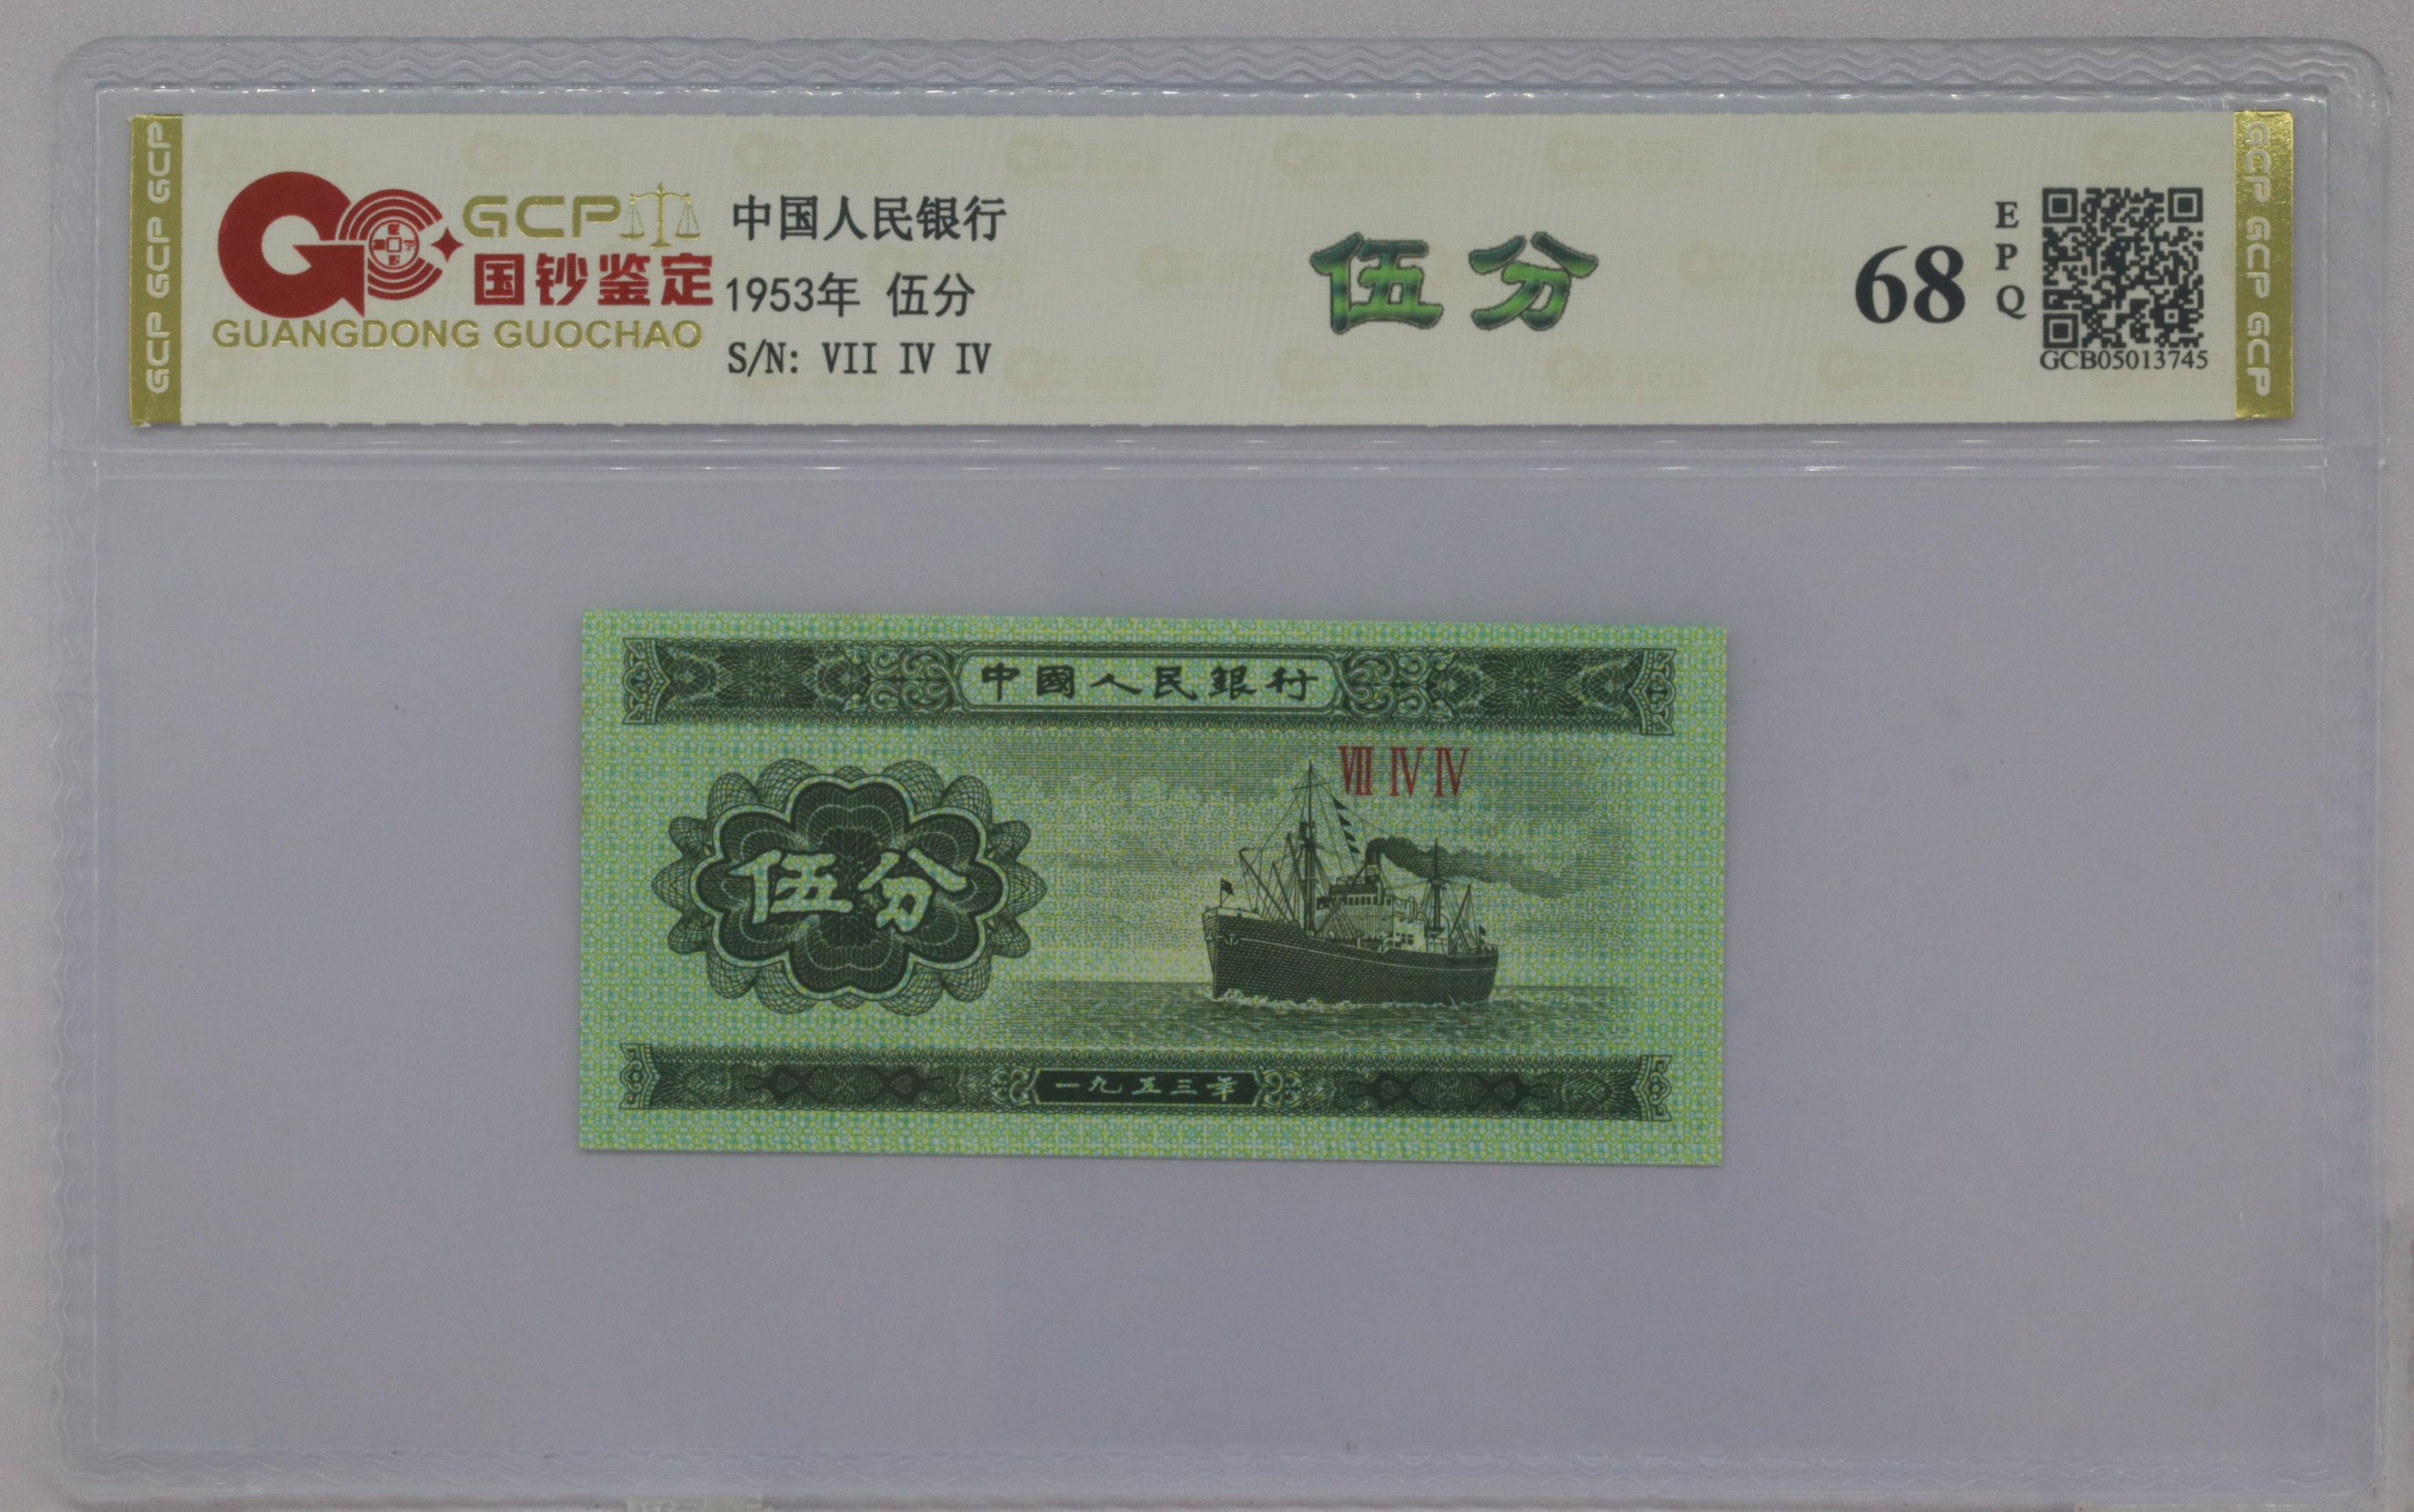 GCP GCP GCP
GCP
国钞鉴定
GUANGDONG GUOCHAO
中国人民银行
1953年 伍分
S/N: VII IV IV
伍分
68
EPQ
GCB05013745
GCP GCP GCP
中國人民銀行
VII IV IV
伍分
一九五三年